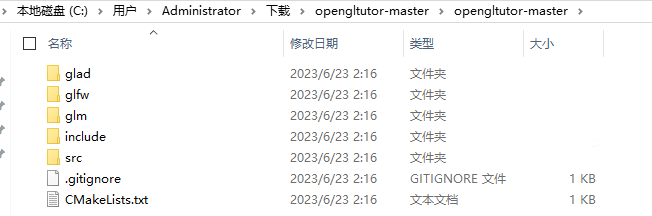 本地磁盘 (C:) > 用户 > Administrator > 下载 > opengltutor-master > opengltutor-master >
名称 修改日期 类型 大小
glad 2023/6/23 2:16 文件夹
glfw 2023/6/23 2:16 文件夹
glm 2023/6/23 2:16 文件夹
include 2023/6/23 2:16 文件夹
src 2023/6/23 2:16 文件夹
.gitignore 2023/6/23 2:16 GITIGNORE 文件 1 KB
CMakeLists.txt 2023/6/23 2:16 文本文档 1 KB